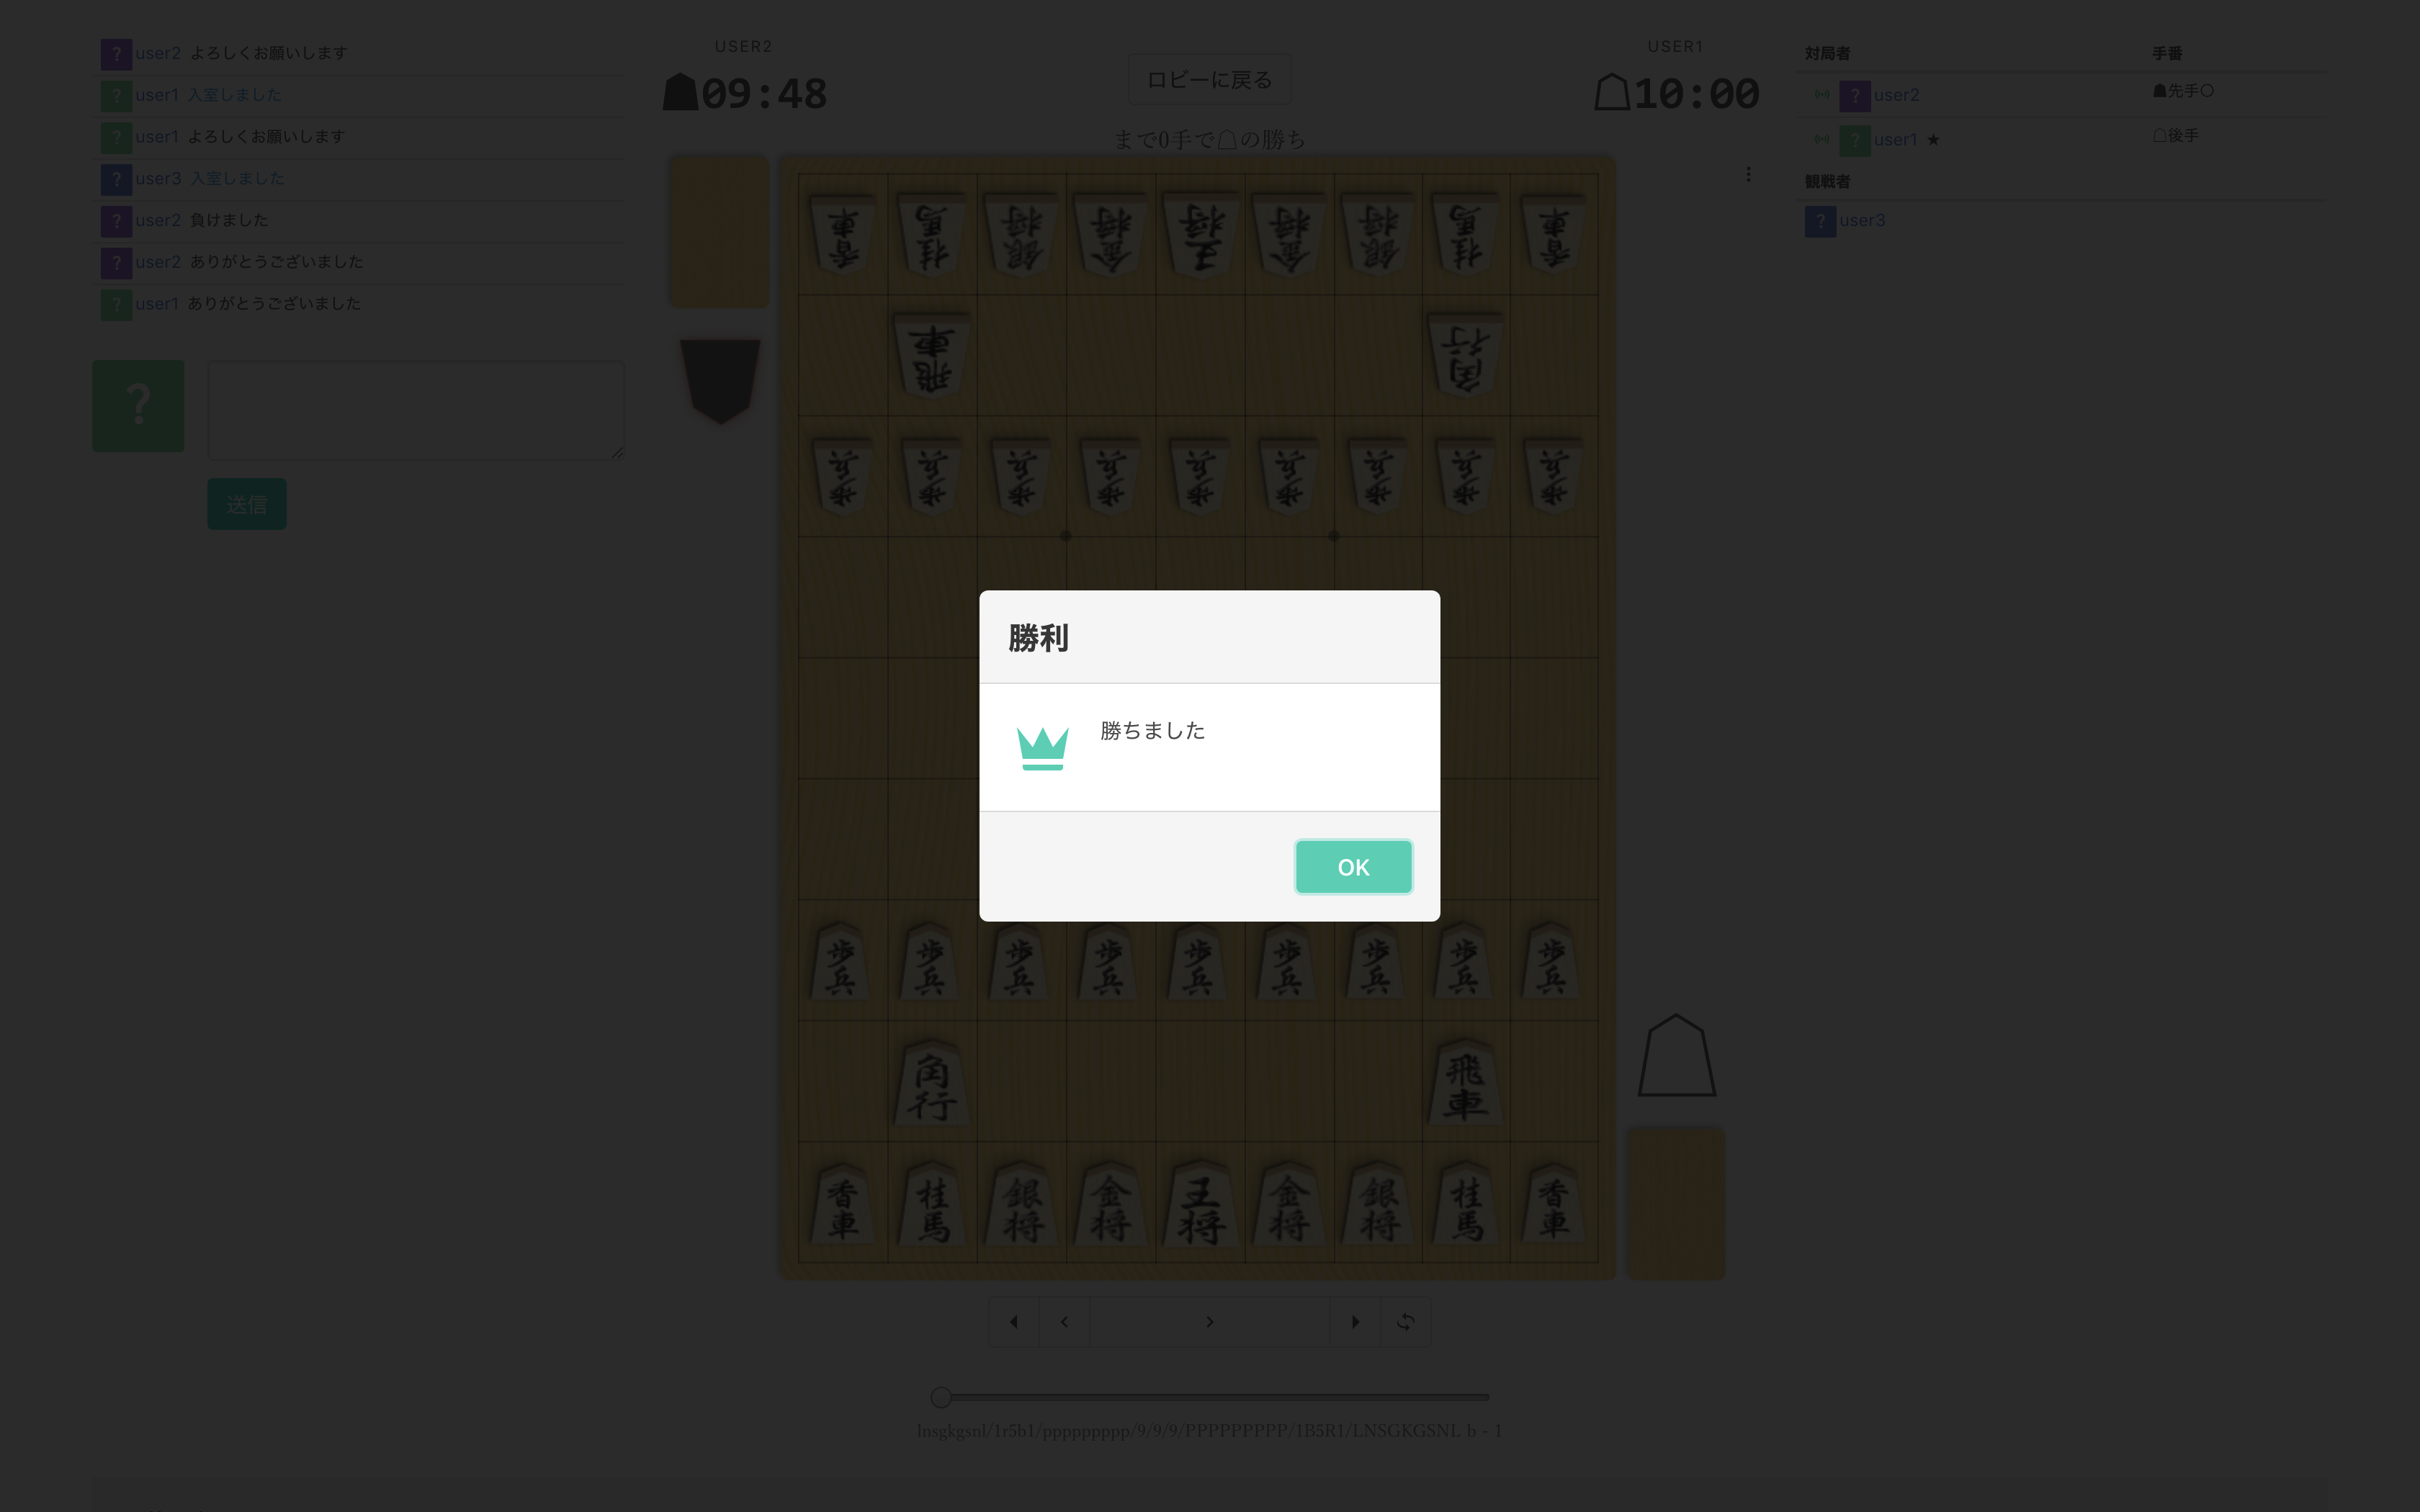 user2 よろしくお願いします
user1 入室しました
user1 よろしくお願いします
user3 入室しました
user2 負けました
user2 ありがとうございました
user1 ありがとうございました
?
送信
USER2
☗09:48
ロビーに戻る
USER1
☖10:00
まで0手で☖の勝ち
対局者 手番
? user2 ☗先手○
? user1 ★ ☖後手
観戦者
? user3
香車 桂馬 銀将 金将 王将 金将 銀将 桂馬 香車
飛車 角行
歩兵 歩兵 歩兵 歩兵 歩兵 歩兵 歩兵 歩兵 歩兵
勝利
勝ちました
OK
歩兵 歩兵 歩兵 歩兵 歩兵 歩兵 歩兵 歩兵 歩兵
角行 飛車
香車 桂馬 銀将 金将 王将 金将 銀将 桂馬 香車
lnsgkgsnl/1r5b1/ppppppppp/9/9/9/PPPPPPPPP/1B5R1/LNSGKGSNL b - 1